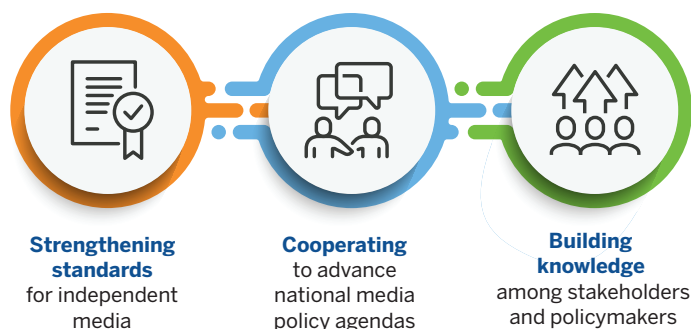 Strengthening
standards
for independent
media
Cooperating
to advance
national media
policy agendas
Building
knowledge
among stakeholders
and policymakers